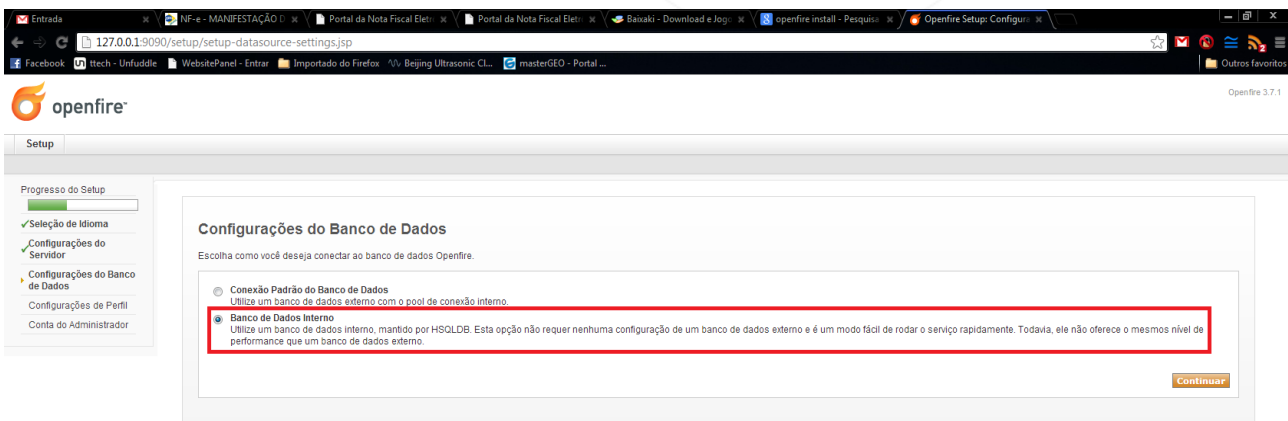 Entrada
NF-e - MANIFESTAÇÃO D
Portal da Nota Fiscal Eletr
Portal da Nota Fiscal Eletr
Baixaki - Download e Jogo
openfire install - Pesquisa
Openfire Setup: Configura
127.0.0.1:9090/setup/setup-datasource-settings.jsp
Facebook
ttech - Unfuddle
WebsitePanel - Entrar
Importado do Firefox
Beijing Ultrasonic Cl...
masterGEO - Portal ...
Outros favoritos
openfire
Openfire 3.7.1
Setup
Progresso do Setup
Seleção de Idioma
Configurações do
Servidor
Configurações do Banco
de Dados
Configurações de Perfil
Conta do Administrador
Configurações do Banco de Dados
Escolha como você deseja conectar ao banco de dados Openfire.
Conexão Padrão do Banco de Dados
Utilize um banco de dados externo com o pool de conexão interno.
Banco de Dados Interno
Utilize um banco de dados interno, mantido por HSQLDB. Esta opção não requer nenhuma configuração de um banco de dados externo e é um modo fácil de rodar o serviço rapidamente. Todavia, ele não oferece o mesmos nível de
performance que um banco de dados externo.
Continuar